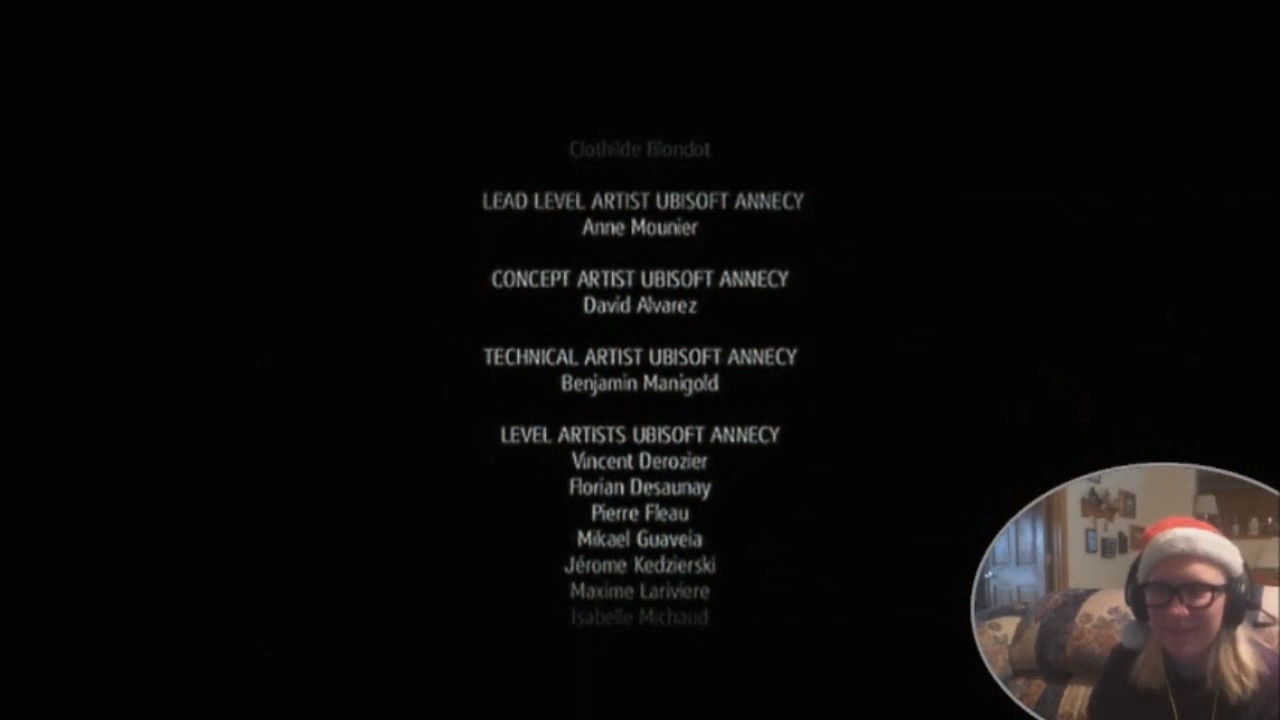 Clothilde Blondot
LEAD LEVEL ARTIST UBISOFT ANNECY
Anne Mounier
CONCEPT ARTIST UBISOFT ANNECY
David Alvarez
TECHNICAL ARTIST UBISOFT ANNECY
Benjamin Manigold
LEVEL ARTISTS UBISOFT ANNECY
Vincent Derozier
Florian Desaunay
Pierre Fleau
Mikael Guaveia
Jérome Kedzierski
Maxime Lariviere
Isabelle Michaud